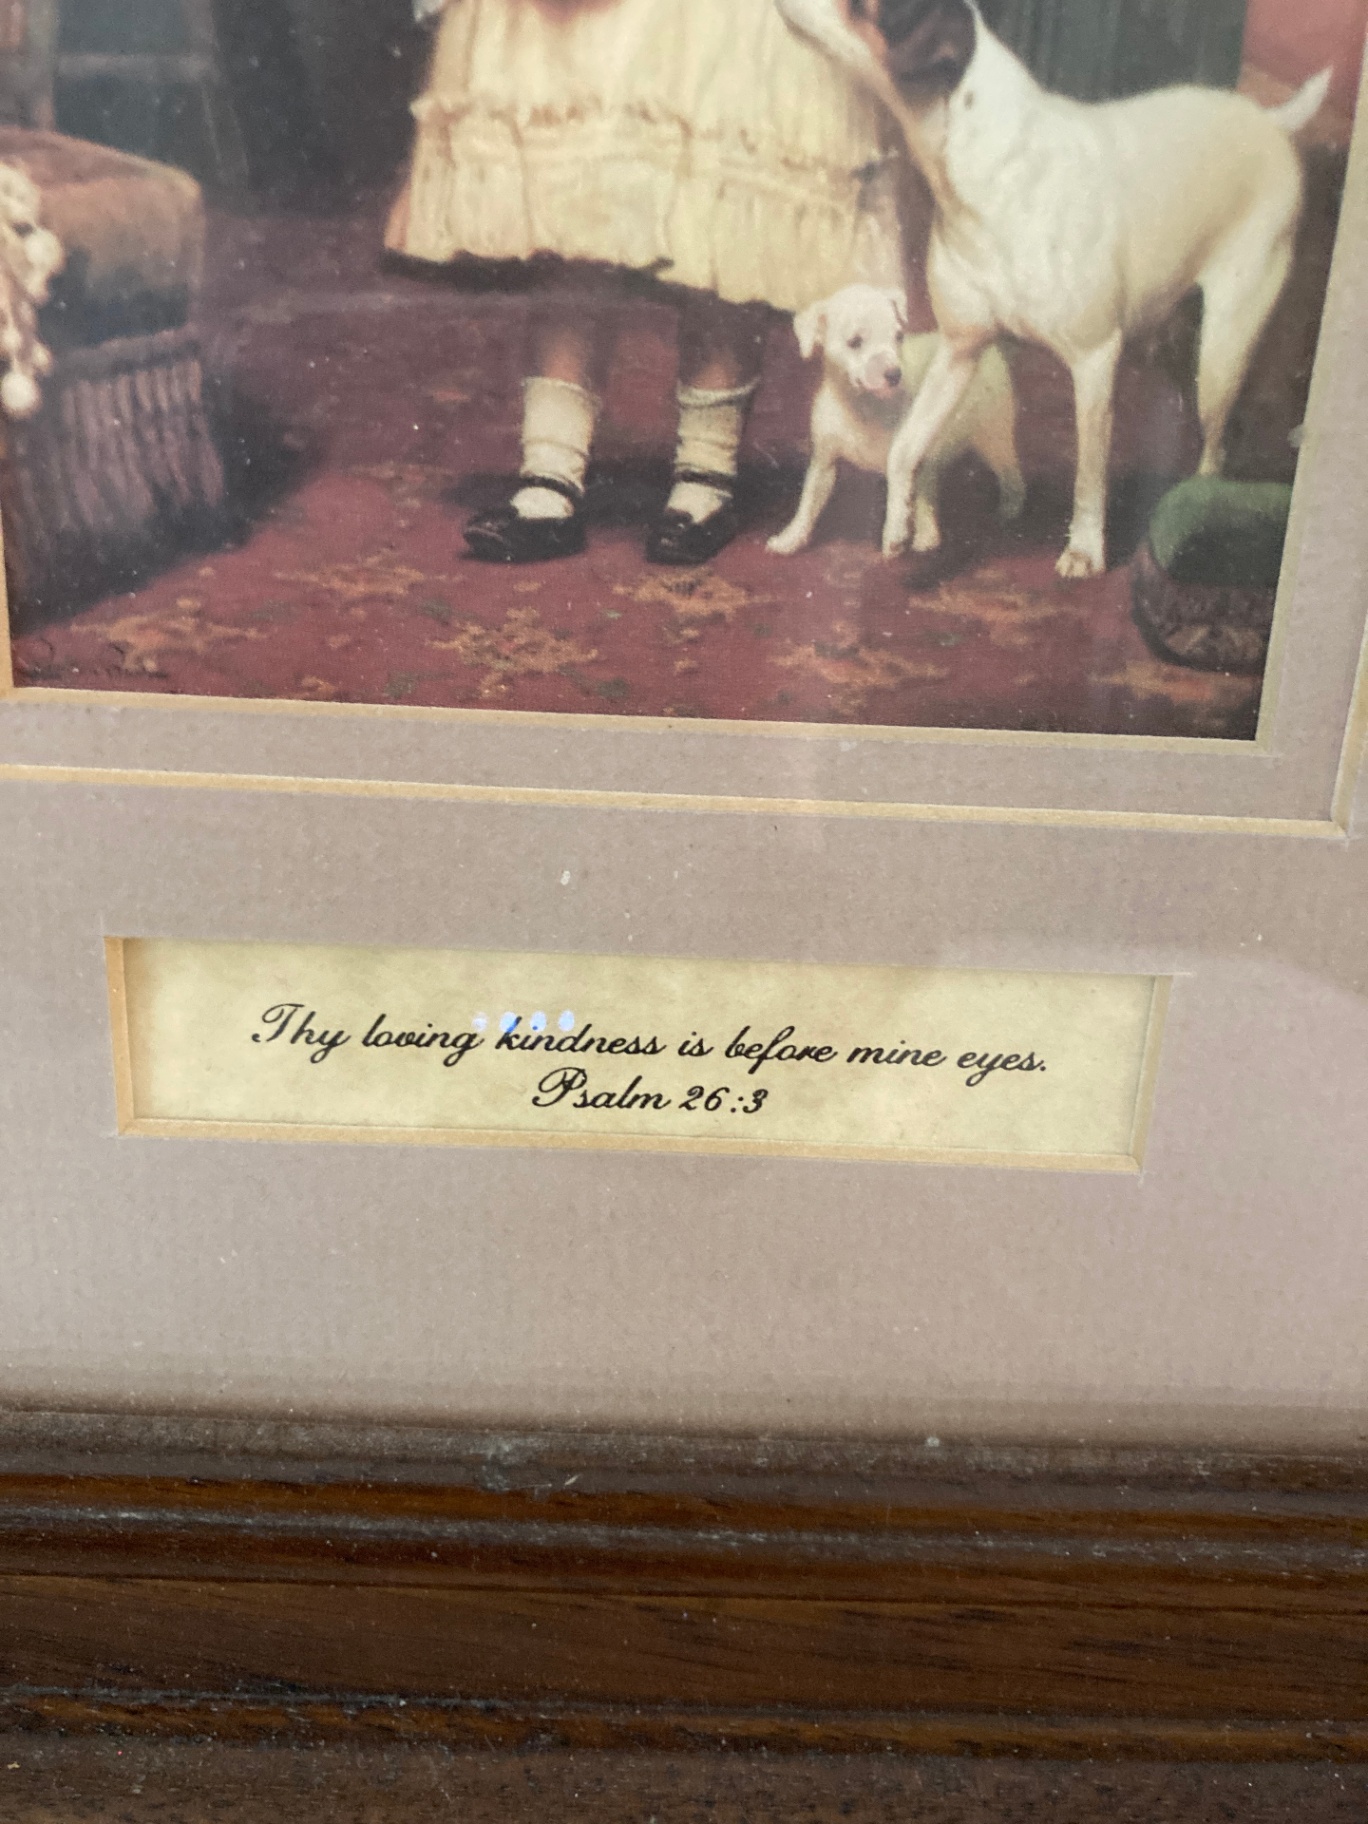 Thy loving kindness is before mine eyes.
Psalm 26:3